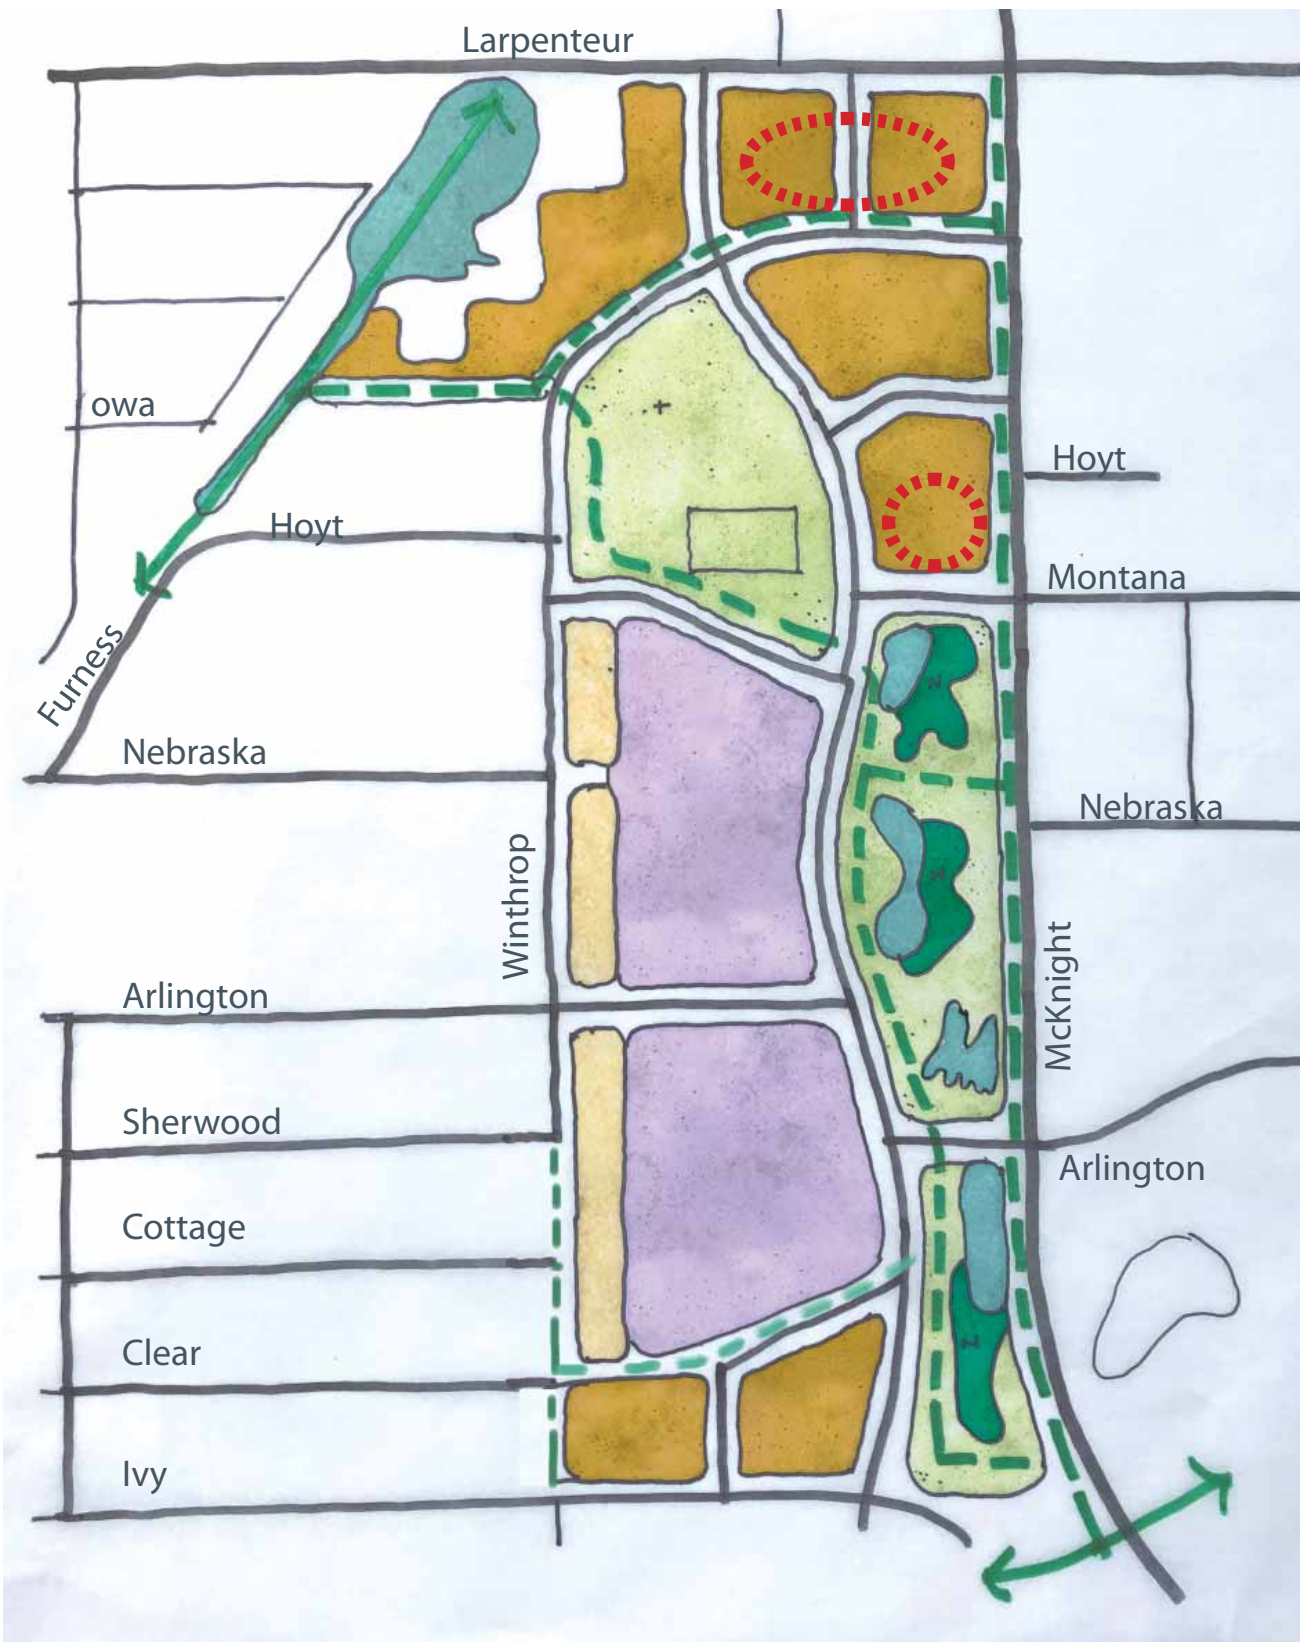 Larpenteur
owa
Hoyt
Hoyt
Montana
Furness
Nebraska
Nebraska
Winthrop
McKnight
Arlington
Sherwood
Arlington
Cottage
Clear
Ivy